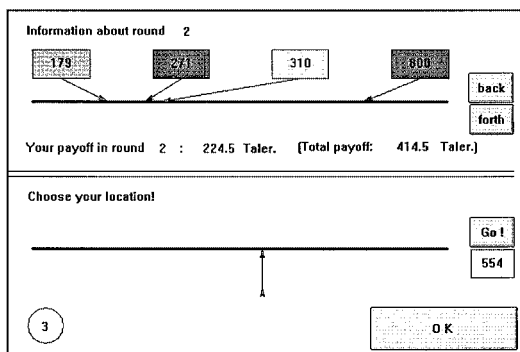 Information about round 2
179 271 310 800
back
forth
Your payoff in round 2 : 224.5 Taler. (Total payoff: 414.5 Taler.)
Choose your location!
Go !
554
3
O K